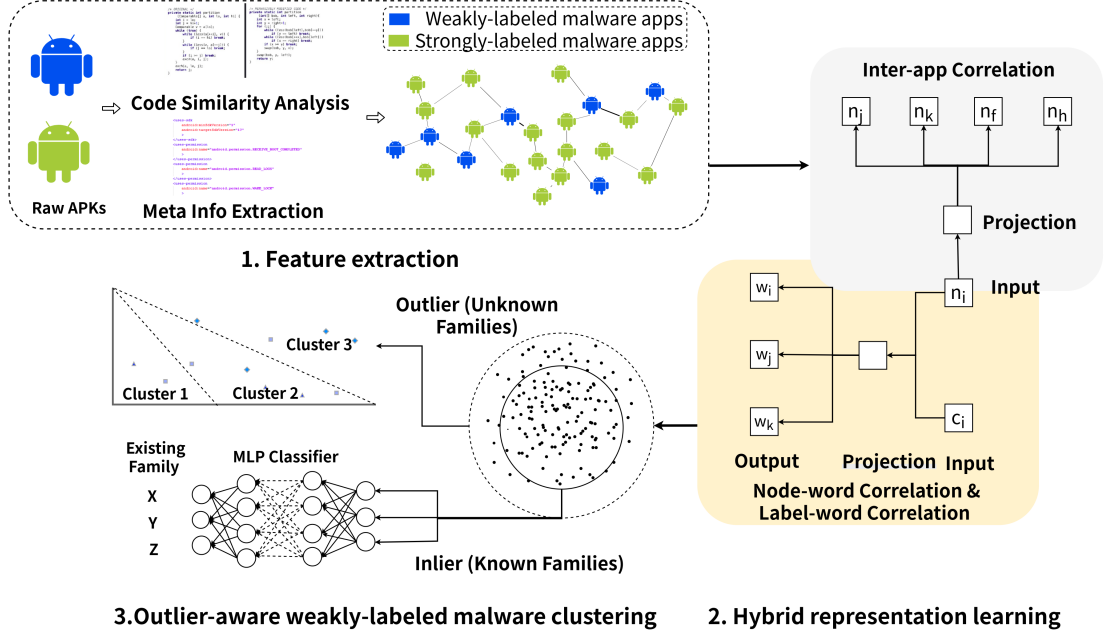 Weakly-labeled malware apps
Strongly-labeled malware apps
Code Similarity Analysis
Raw APKs
Meta Info Extraction
1. Feature extraction
Inter-app Correlation
nj
nk
nf
nh
Projection
ni
Input
wi
wj
wk
ci
Output
Projection
Input
Node-word Correlation &
Label-word Correlation
2. Hybrid representation learning
Outlier (Unknown
Families)
Cluster 3
Cluster 1
Cluster 2
Existing
Family
MLP Classifier
X
Y
Z
Inlier (Known Families)
3.Outlier-aware weakly-labeled malware clustering